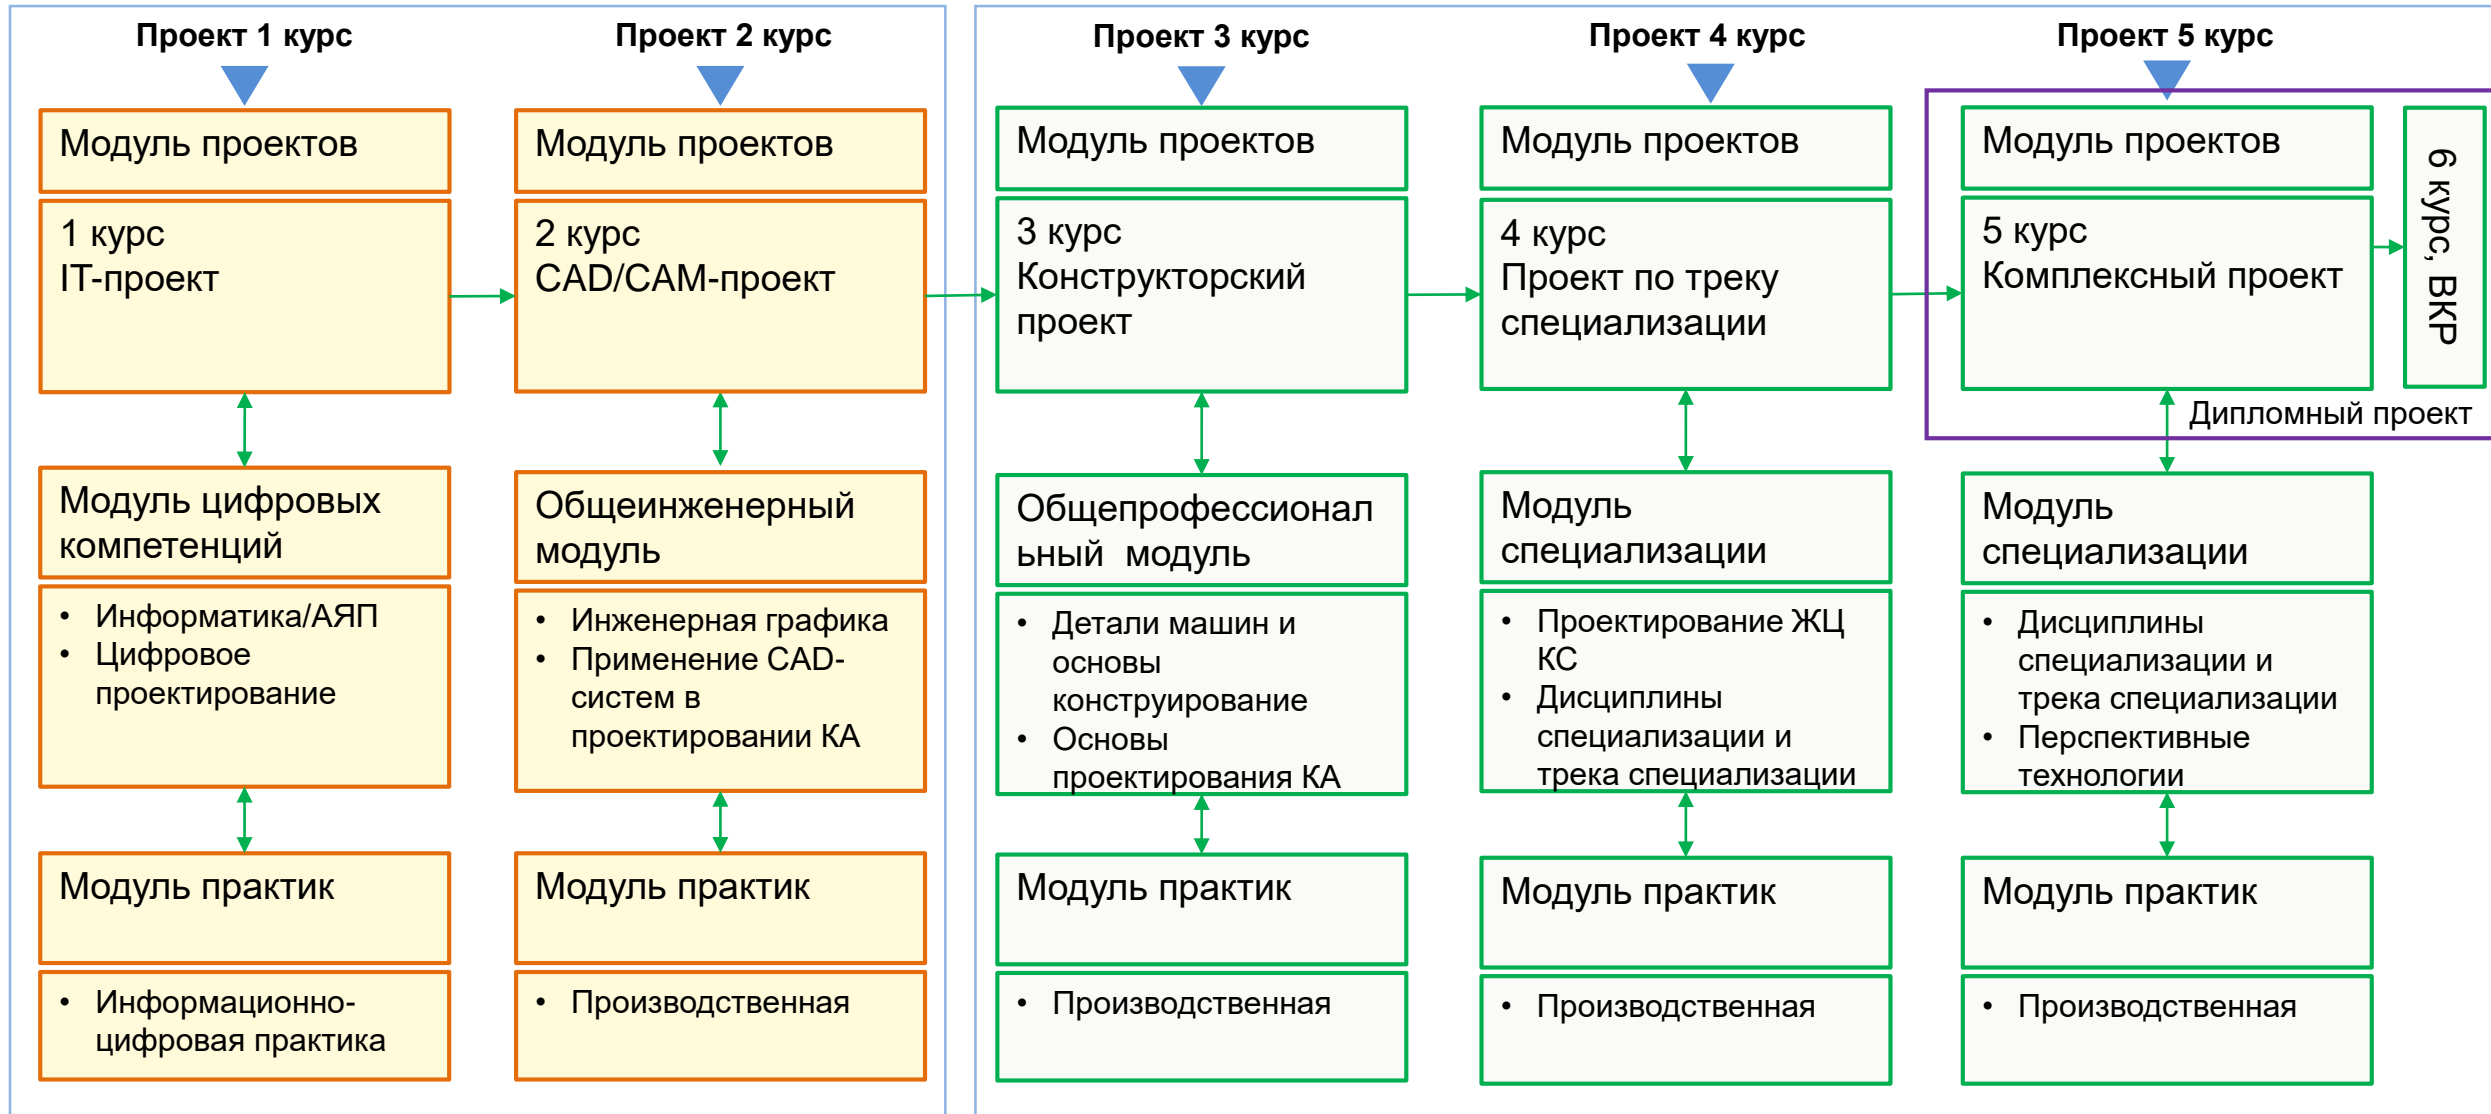 Проект 1 курс
Модуль проектов
1 курс
IT-проект
Модуль цифровых
компетенций
• Информатика/АЯП
• Цифровое
проектирование
Модуль практик
• Информационно-
цифровая практика
Проект 2 курс
Модуль проектов
2 курс
CAD/CAM-проект
Общеинженерный
модуль
• Инженерная графика
• Применение CAD-
систем в
проектировании КА
Модуль практик
• Производственная
Проект 3 курс
Модуль проектов
3 курс
Конструкторский
проект
Общепрофессионал
ьный модуль
• Детали машин и
основы
конструирование
• Основы
проектирования КА
Модуль практик
• Производственная
Проект 4 курс
Модуль проектов
4 курс
Проект по треку
специализации
Модуль
специализации
• Проектирование ЖЦ
КС
• Дисциплины
специализации и
трека специализации
Модуль практик
• Производственная
Проект 5 курс
Модуль проектов
5 курс
Комплексный проект
6 курс, ВКР
Дипломный проект
Модуль
специализации
• Дисциплины
специализации и
трека специализации
• Перспективные
технологии
Модуль практик
• Производственная